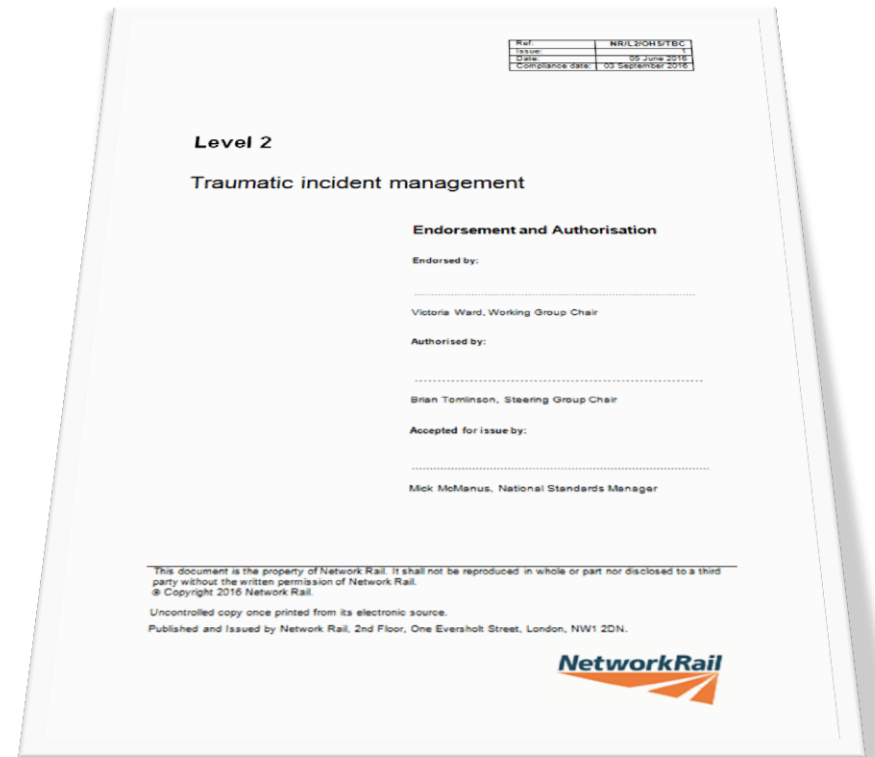 Ref: NR/L2/OHS/TBC
Issue: 1
Date: 05 June 2016
Compliance date: 03 September 2016
Level 2
Traumatic incident management
Endorsement and Authorisation
Endorsed by:
Victoria Ward, Working Group Chair
Authorised by:
Brian Tomlinson, Steering Group Chair
Accepted for issue by:
Mick McManus, National Standards Manager
This document is the property of Network Rail. It shall not be reproduced in whole or part nor disclosed to a third
party without the written permission of Network Rail.
© Copyright 2016 Network Rail.
Uncontrolled copy once printed from its electronic source.
Published and Issued by Network Rail, 2nd Floor, One Eversholt Street, London, NW1 2DN.
NetworkRail